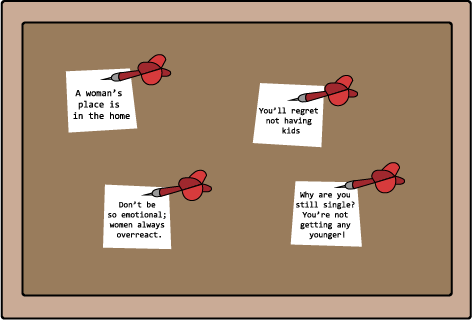 A woman's
place is
in the home
You'll regret
not having
kids
Don't be
so emotional;
women always
overreact.
Why are you
still single?
You're not
getting any
younger!